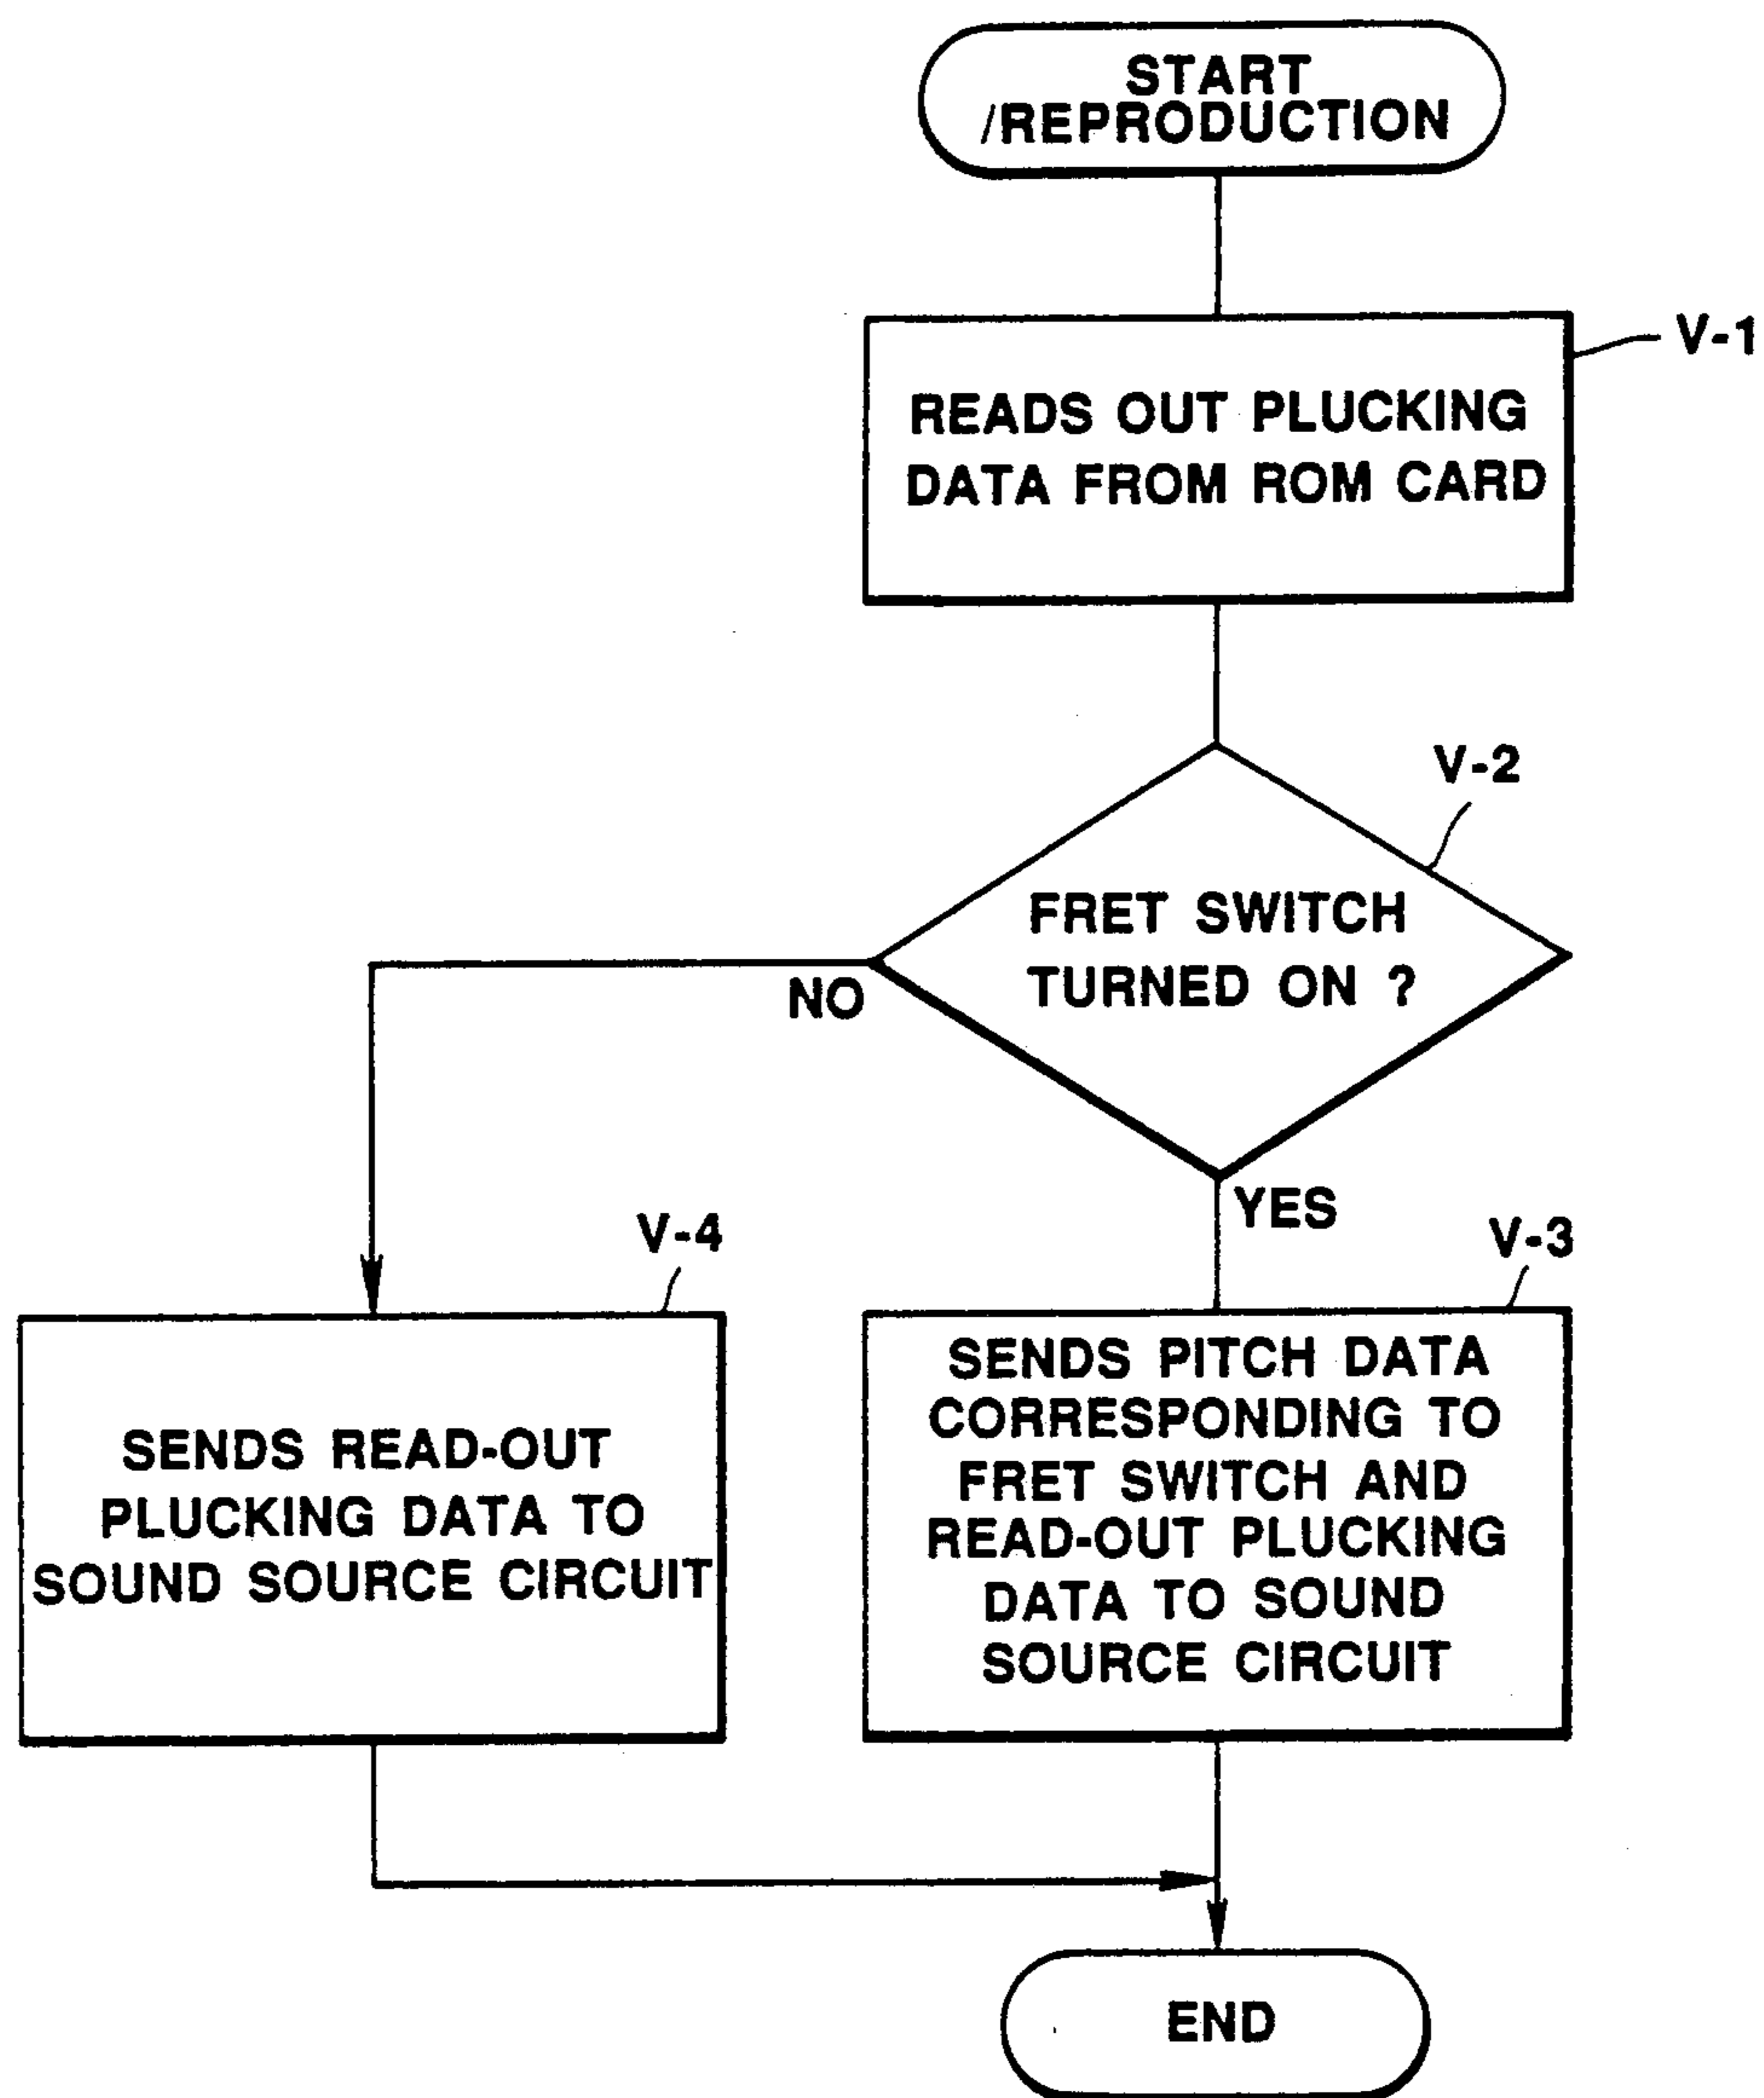 START
/REPRODUCTION
V-1
READS OUT PLUCKING
DATA FROM ROM CARD
V-2
FRET SWITCH
TURNED ON ?
NO
YES
V-4
V-3
SENDS READ-OUT
PLUCKING DATA TO
SOUND SOURCE CIRCUIT
SENDS PITCH DATA
CORRESPONDING TO
FRET SWITCH AND
READ-OUT PLUCKING
DATA TO SOUND
SOURCE CIRCUIT
END